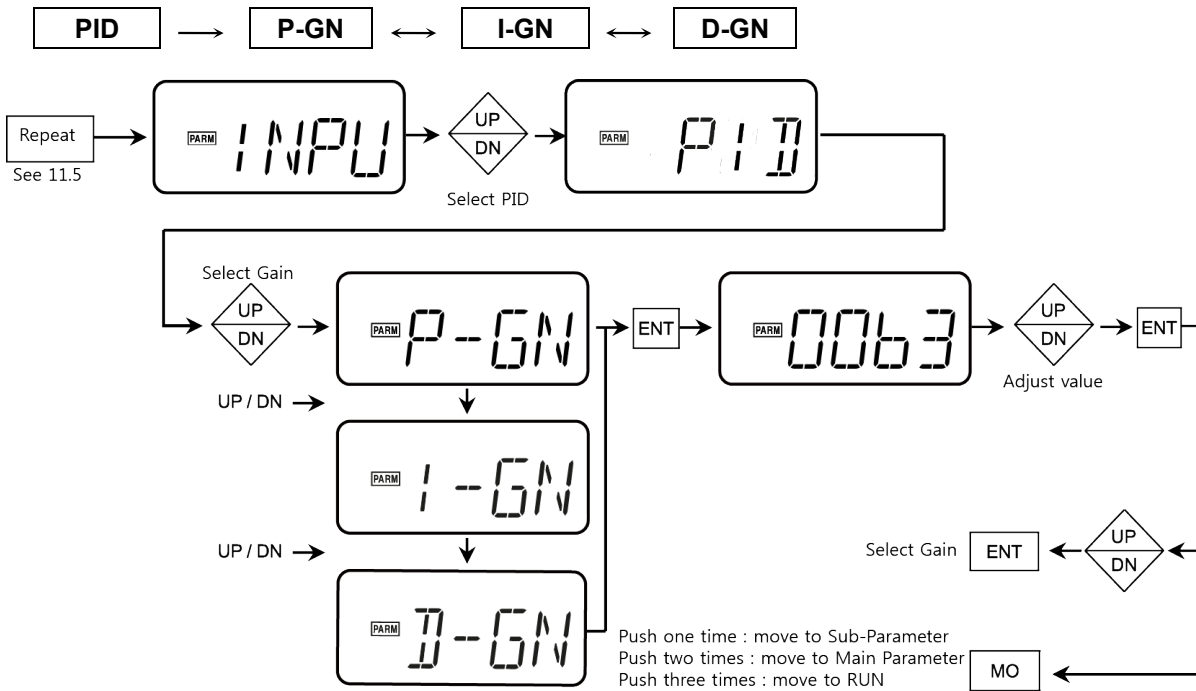 PID P-GN I-GN D-GN
Repeat
See 11.5
PARM INPU
UP
DN
Select PID
PARM PID
Select Gain
UP
DN
PARM P-GN
ENT
PARM 00b3
UP
DN
Adjust value
ENT
UP / DN
PARM I-GN
UP / DN
PARM D-GN
Select Gain
ENT
UP
DN
Push one time : move to Sub-Parameter
Push two times : move to Main Parameter
Push three times : move to RUN
MO